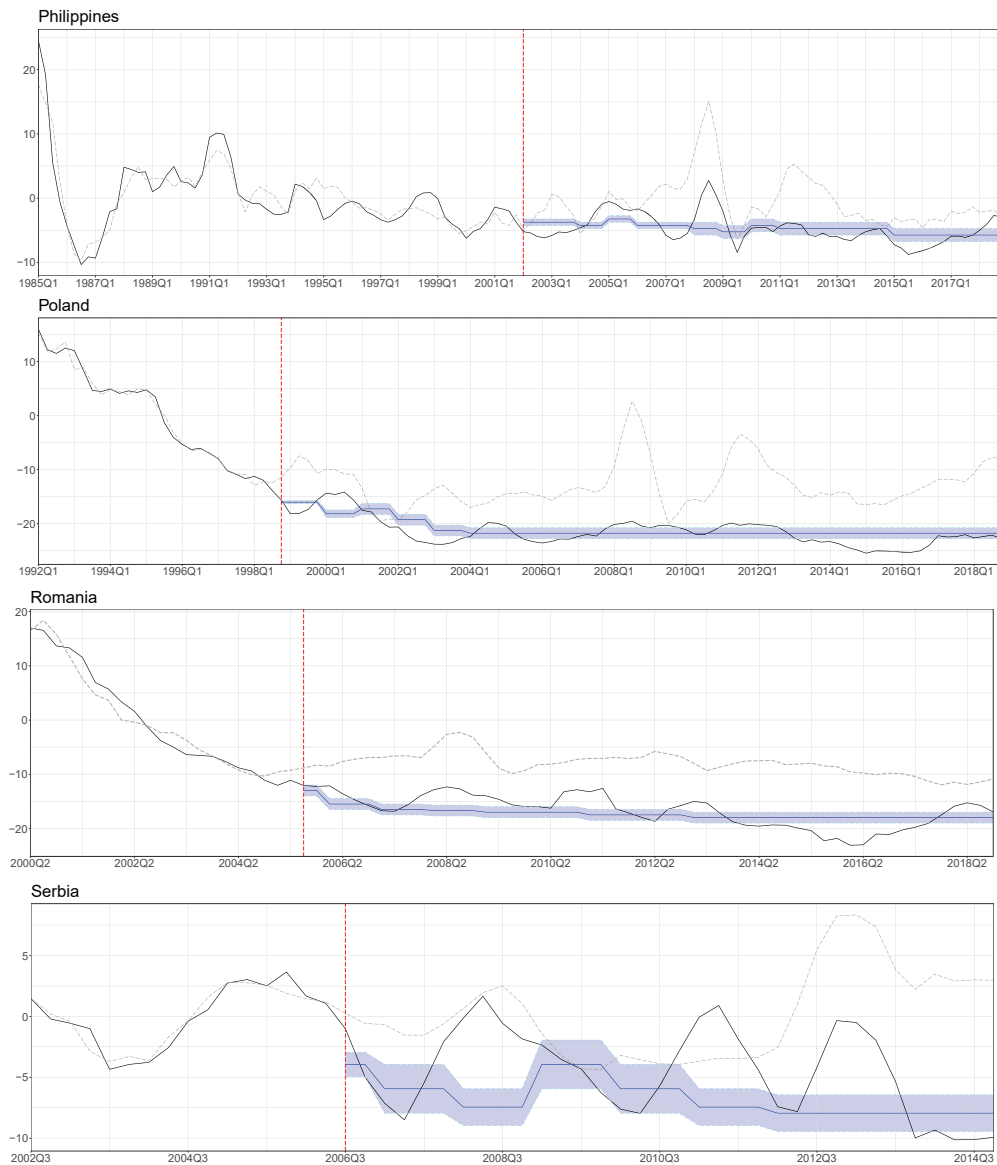 Philippines
20
10
0
−10
1985Q1 1987Q1 1989Q1 1991Q1 1993Q1 1995Q1 1997Q1 1999Q1 2001Q1 2003Q1 2005Q1 2007Q1 2009Q1 2011Q1 2013Q1 2015Q1 2017Q1
Poland
10
0
−10
−20
1992Q1 1994Q1 1996Q1 1998Q1 2000Q1 2002Q1 2004Q1 2006Q1 2008Q1 2010Q1 2012Q1 2014Q1 2016Q1 2018Q1
Romania
20
10
0
−10
−20
2000Q2 2002Q2 2004Q2 2006Q2 2008Q2 2010Q2 2012Q2 2014Q2 2016Q2 2018Q2
Serbia
5
0
−5
−10
2002Q3 2004Q3 2006Q3 2008Q3 2010Q3 2012Q3 2014Q3